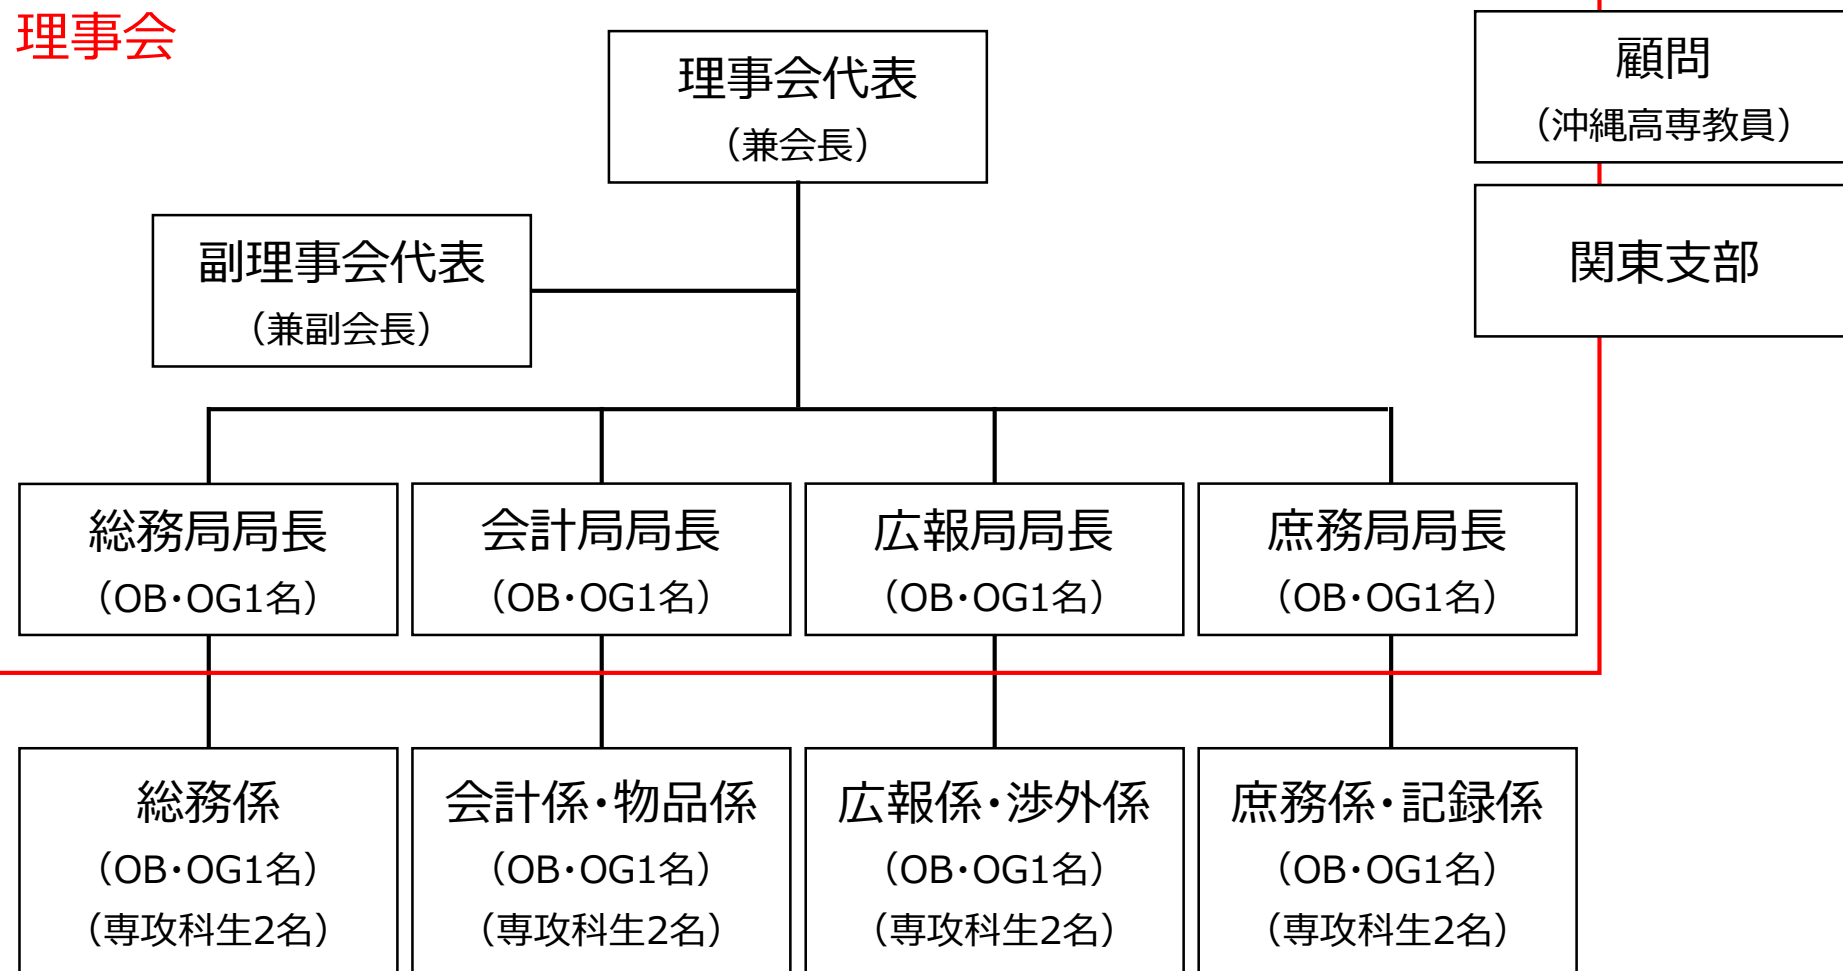 理事会
理事会代表
（兼会長）
顧問
（沖縄高専教員）
副理事会代表
（兼副会長）
関東支部
総務局局長
（OB・OG1名）
会計局局長
（OB・OG1名）
広報局局長
（OB・OG1名）
庶務局局長
（OB・OG1名）
総務係
（OB・OG1名）
（専攻科生2名）
会計係・物品係
（OB・OG1名）
（専攻科生2名）
広報係・渉外係
（OB・OG1名）
（専攻科生2名）
庶務係・記録係
（OB・OG1名）
（専攻科生2名）